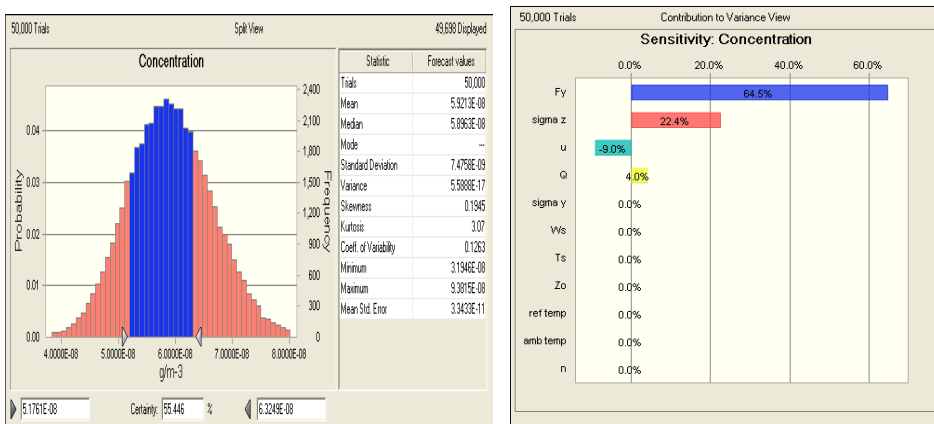 50,000 Trials Split View 49,698 Displayed
Concentration
Probability
0.04
0.03
0.02
0.01
0.00
2,400
2,100
1,800
1,500
1,200
900
600
300
0
Frequency
4.0000E-08 5.0000E-08 6.0000E-08 7.0000E-08 8.0000E-08
g/m-3
Statistic Forecast values
Trials 50,000
Mean 5.9213E-08
Median 5.8963E-08
Mode ---
Standard Deviation 7.4758E-09
Variance 5.5888E-17
Skewness 0.1945
Kurtosis 3.07
Coeff. of Variability 0.1263
Minimum 3.1946E-08
Maximum 9.3815E-08
Mean Std. Error 3.3433E-11
5.1761E-08 Certainty: 55.446 % 6.3249E-08
50,000 Trials Contribution to Variance View
Sensitivity: Concentration
0.0% 20.0% 40.0% 60.0%
Fy 64.5%
sigma z 22.4%
u -9.0%
Q 4.0%
sigma y 0.0%
Ws 0.0%
Ts 0.0%
Zo 0.0%
ref temp 0.0%
amb temp 0.0%
n 0.0%